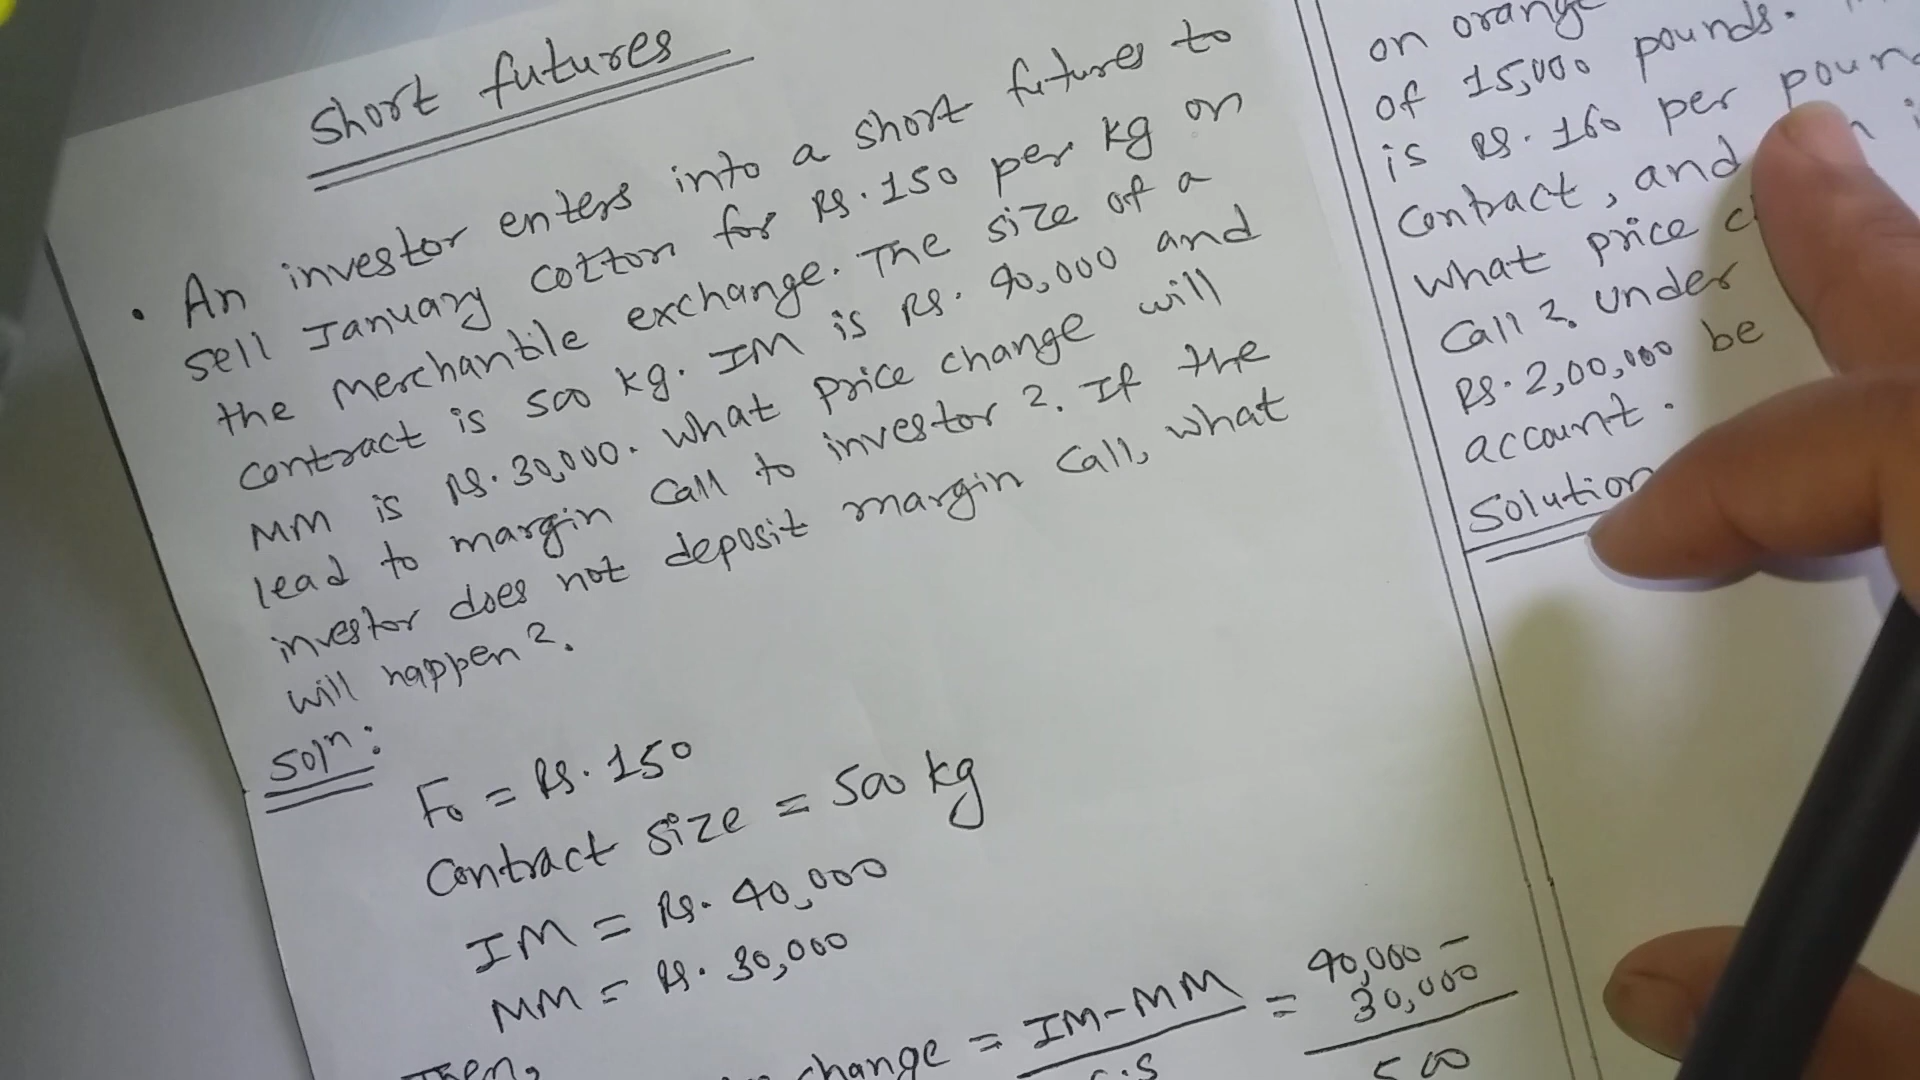 Short futures
• An investor enters into a short futures to
sell January cotton for Rs. 150 per kg on
the merchantile exchange. The size of a
contract is 500 kg. IM is Rs. 40,000 and
MM is Rs. 30,000. What price change will
lead to margin call to investor ?. If the
investor does not deposit margin call, what
will happen ?.
Solⁿ:
F₀ = Rs. 150
Contract size = 500 kg
IM = Rs. 40,000
MM = Rs. 30,000
Then,
change = IM-MM = 40,000 -
30,000
C.S 500
on orange
of 15,000 pounds.
is Rs. 160 per pound
contract, and
what price
call ? under
Rs. 2,00,000 be
account.
Solution